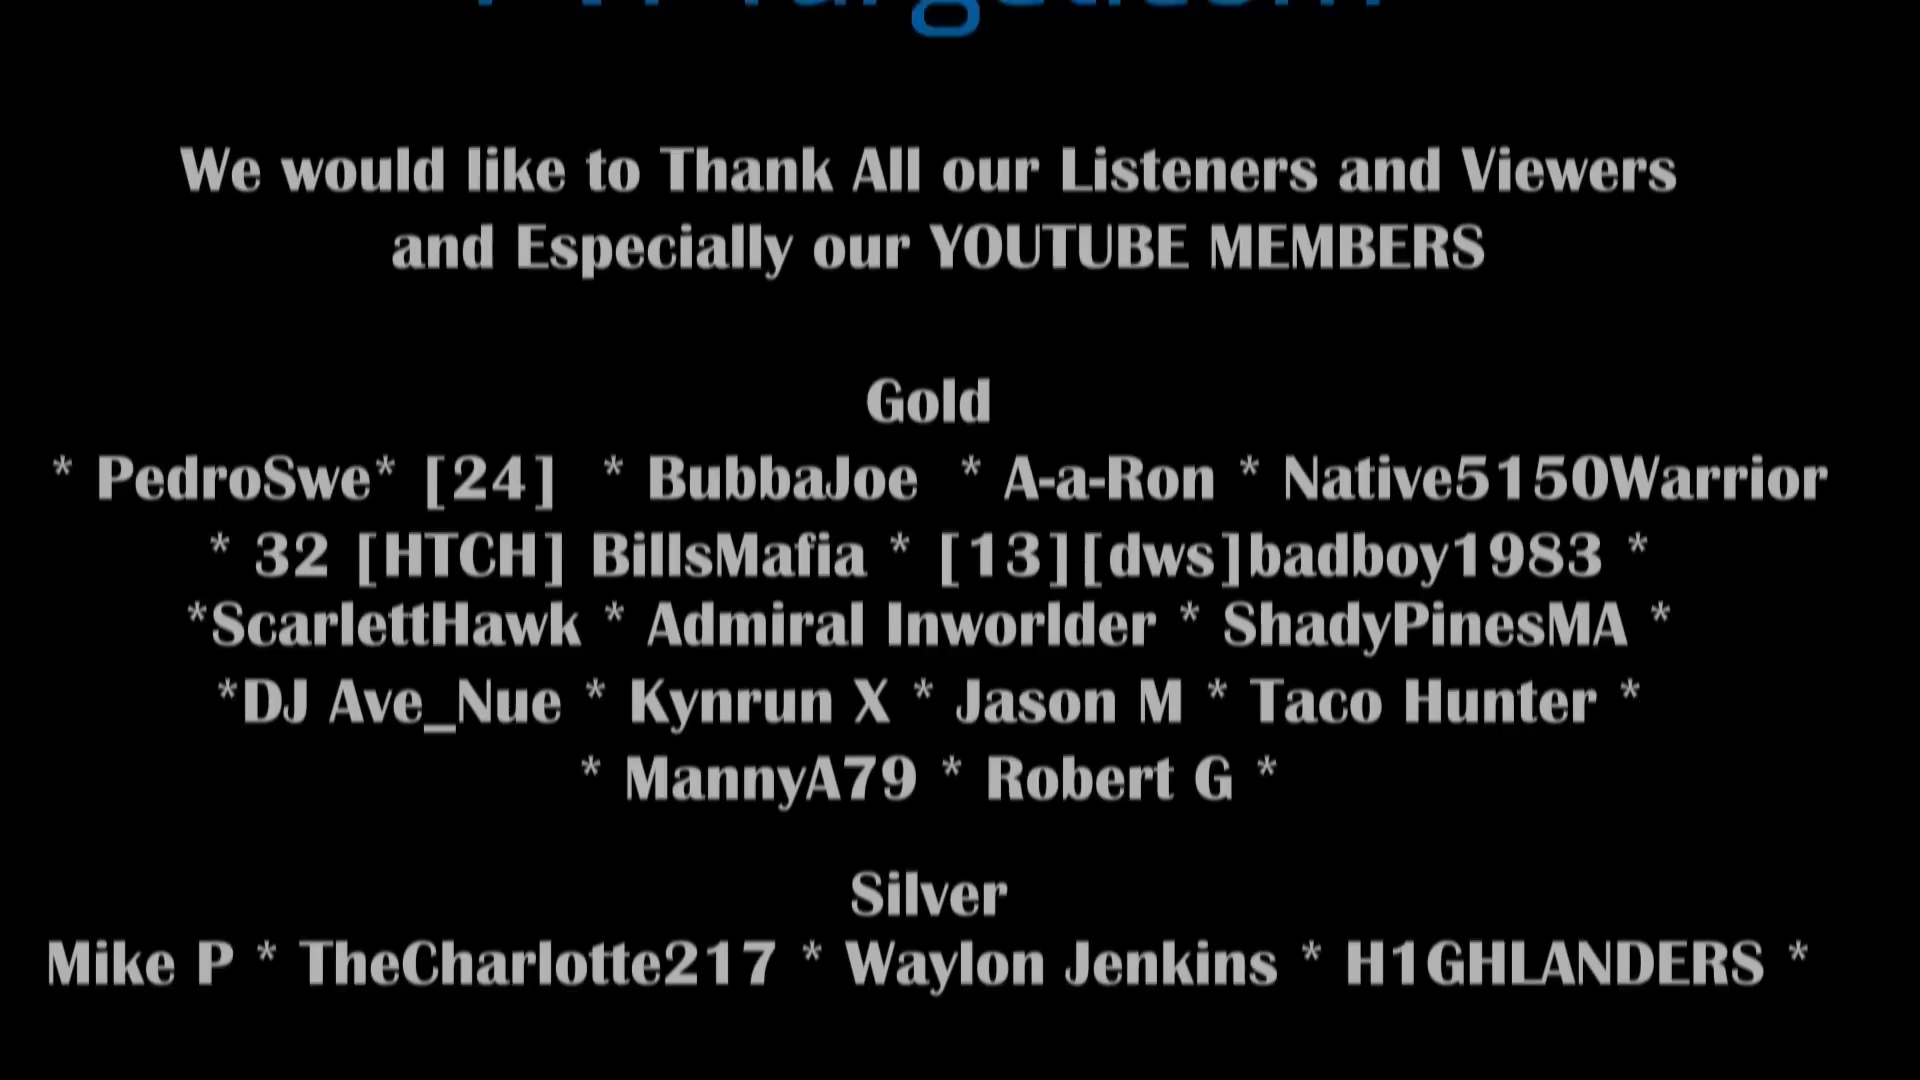 We would like to Thank All our Listeners and Viewers
and Especially our YOUTUBE MEMBERS
Gold
* PedroSwe* [24] * BubbaJoe * A-a-Ron * Native5150Warrior
* 32 [HTCH] BillsMafia * [13][dws]badboy1983 *
*ScarlettHawk * Admiral Inworlder * ShadyPinesMA *
*DJ Ave_Nue * Kynrun X * Jason M * Taco Hunter *
* MannyA79 * Robert G *
Silver
Mike P * TheCharlotte217 * Waylon Jenkins * H1GHLANDERS *